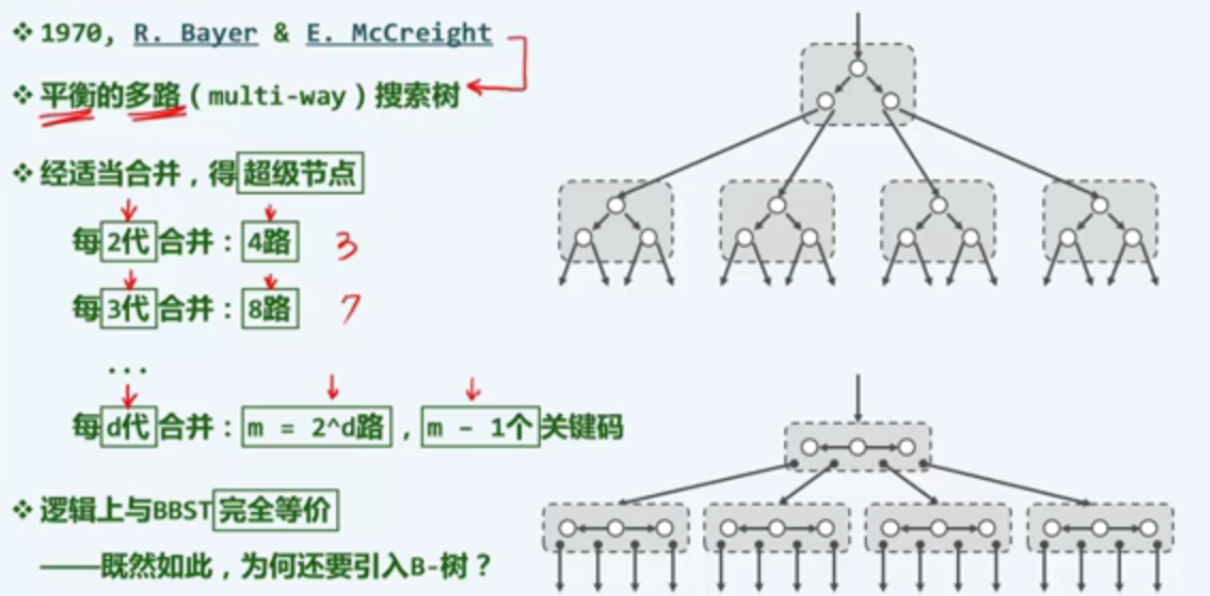 ❖ 1970, R. Bayer & E. McCreight
❖ 平衡的多路(multi-way)搜索树
❖ 经适当合并,得超级节点
每2代合并:4路 3
每3代合并:8路 7
...
每d代合并:m = 2^d路,m - 1个关键码
❖ 逻辑上与BBST完全等价
——既然如此,为何还要引入B-树?